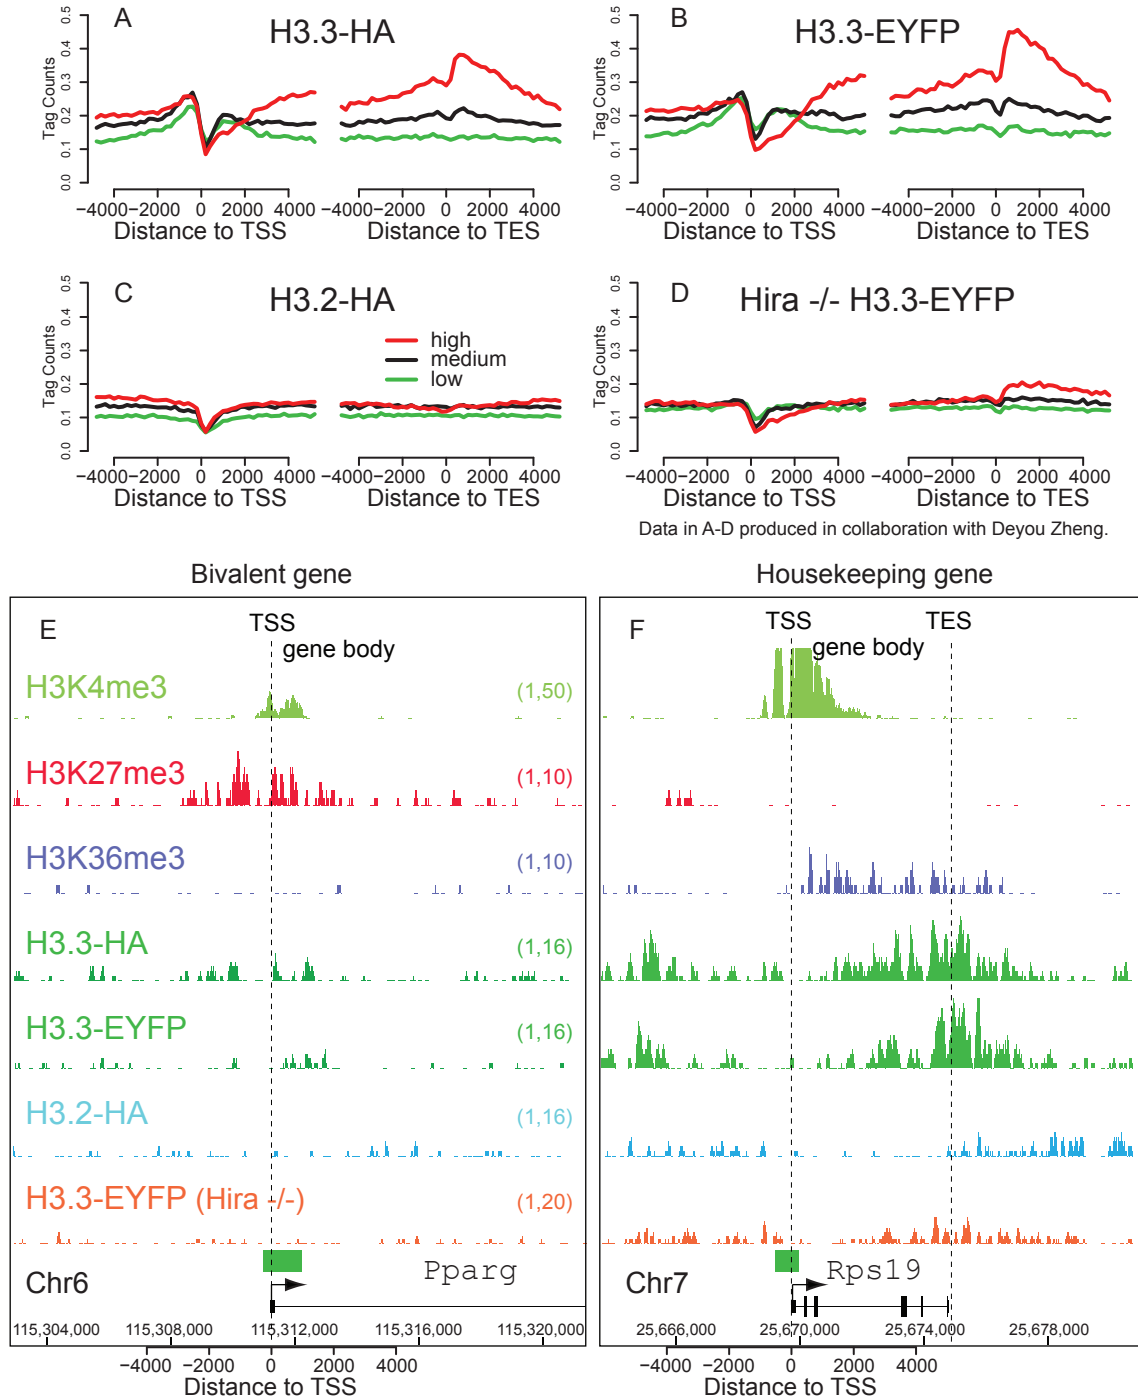 A
H3.3-HA
Tag Counts
0.5
0.4
0.3
0.2
0.1
0.0
−4000 −2000 0 2000 4000
Distance to TSS
−4000 −2000 0 2000 4000
Distance to TES
B
H3.3-EYFP
Tag Counts
0.5
0.4
0.3
0.2
0.1
0.0
−4000 −2000 0 2000 4000
Distance to TSS
−4000 −2000 0 2000 4000
Distance to TES
C
H3.2-HA
high
medium
low
Tag Counts
0.5
0.4
0.3
0.2
0.1
0.0
−4000 −2000 0 2000 4000
Distance to TSS
−4000 −2000 0 2000 4000
Distance to TES
D
Hira -/- H3.3-EYFP
Tag Counts
0.5
0.4
0.3
0.2
0.1
0.0
−4000 −2000 0 2000 4000
Distance to TSS
−4000 −2000 0 2000 4000
Distance to TES
Data in A-D produced in collaboration with Deyou Zheng.
Bivalent gene
E
TSS
gene body
H3K4me3 (1,50)
H3K27me3 (1,10)
H3K36me3 (1,10)
H3.3-HA (1,16)
H3.3-EYFP (1,16)
H3.2-HA (1,16)
H3.3-EYFP (Hira -/-) (1,20)
Chr6
Pparg
115,304,000 115,308,000 115,312,000 115,316,000 115,320,000
−4000 −2000 0 2000 4000
Distance to TSS
Housekeeping gene
F
TSS
TES
gene body
Chr7
Rps19
25,666,000 25,670,000 25,674,000 25,678,000
−4000 −2000 0 2000 4000
Distance to TSS